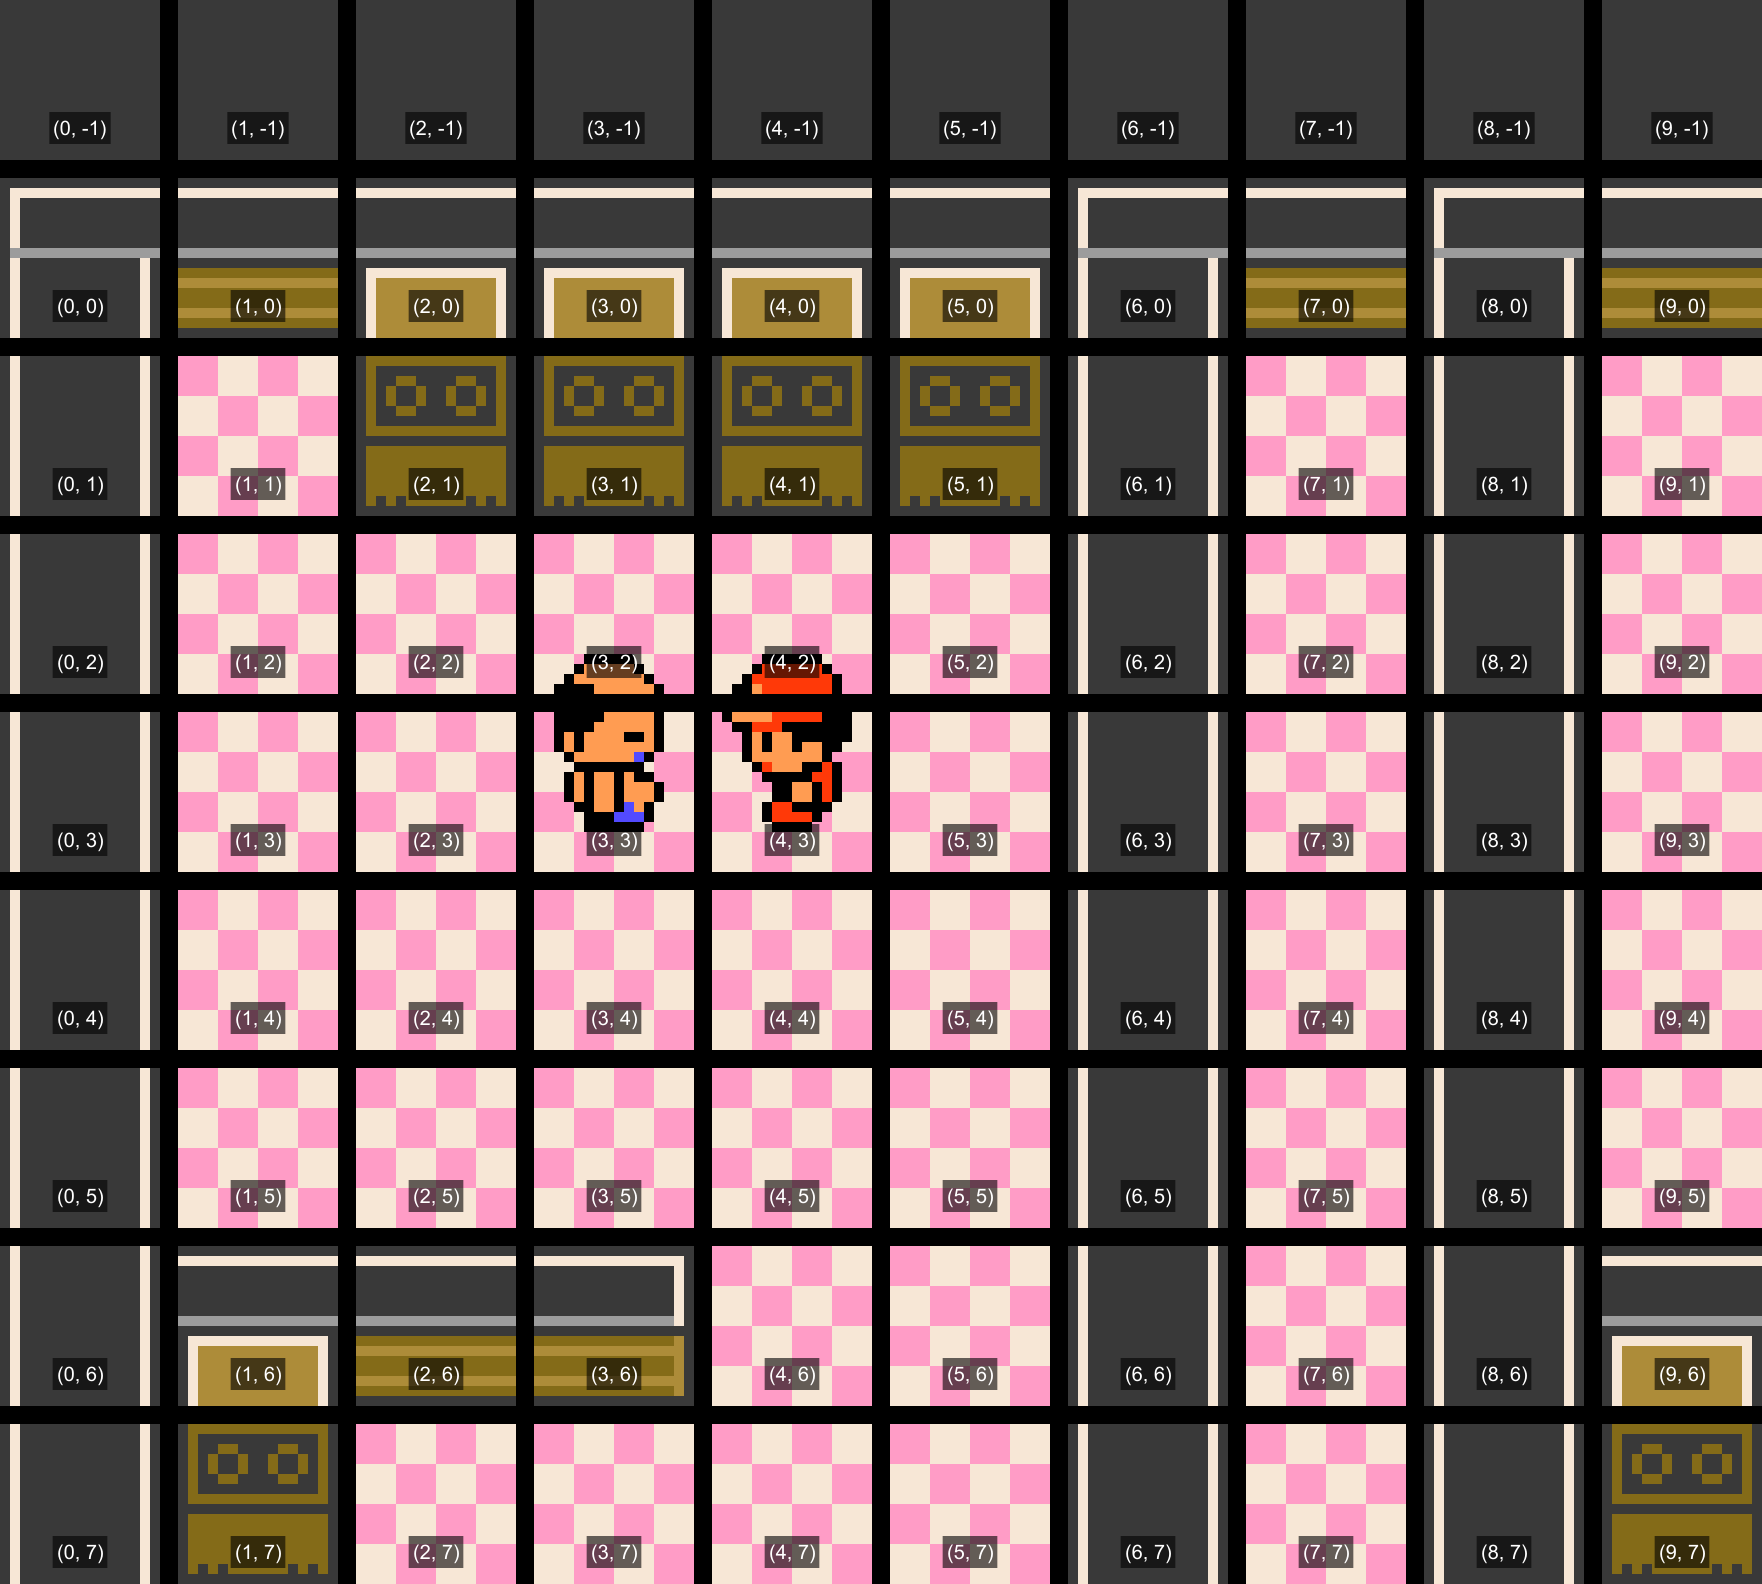 (0, -1) (1, -1) (2, -1) (3, -1) (4, -1) (5, -1) (6, -1) (7, -1) (8, -1) (9, -1)
(0, 0) (1, 0) (2, 0) (3, 0) (4, 0) (5, 0) (6, 0) (7, 0) (8, 0) (9, 0)
(0, 1) (1, 1) (2, 1) (3, 1) (4, 1) (5, 1) (6, 1) (7, 1) (8, 1) (9, 1)
(0, 2) (1, 2) (2, 2) (3, 2) (4, 2) (5, 2) (6, 2) (7, 2) (8, 2) (9, 2)
(0, 3) (1, 3) (2, 3) (3, 3) (4, 3) (5, 3) (6, 3) (7, 3) (8, 3) (9, 3)
(0, 4) (1, 4) (2, 4) (3, 4) (4, 4) (5, 4) (6, 4) (7, 4) (8, 4) (9, 4)
(0, 5) (1, 5) (2, 5) (3, 5) (4, 5) (5, 5) (6, 5) (7, 5) (8, 5) (9, 5)
(0, 6) (1, 6) (2, 6) (3, 6) (4, 6) (5, 6) (6, 6) (7, 6) (8, 6) (9, 6)
(0, 7) (1, 7) (2, 7) (3, 7) (4, 7) (5, 7) (6, 7) (7, 7) (8, 7) (9, 7)